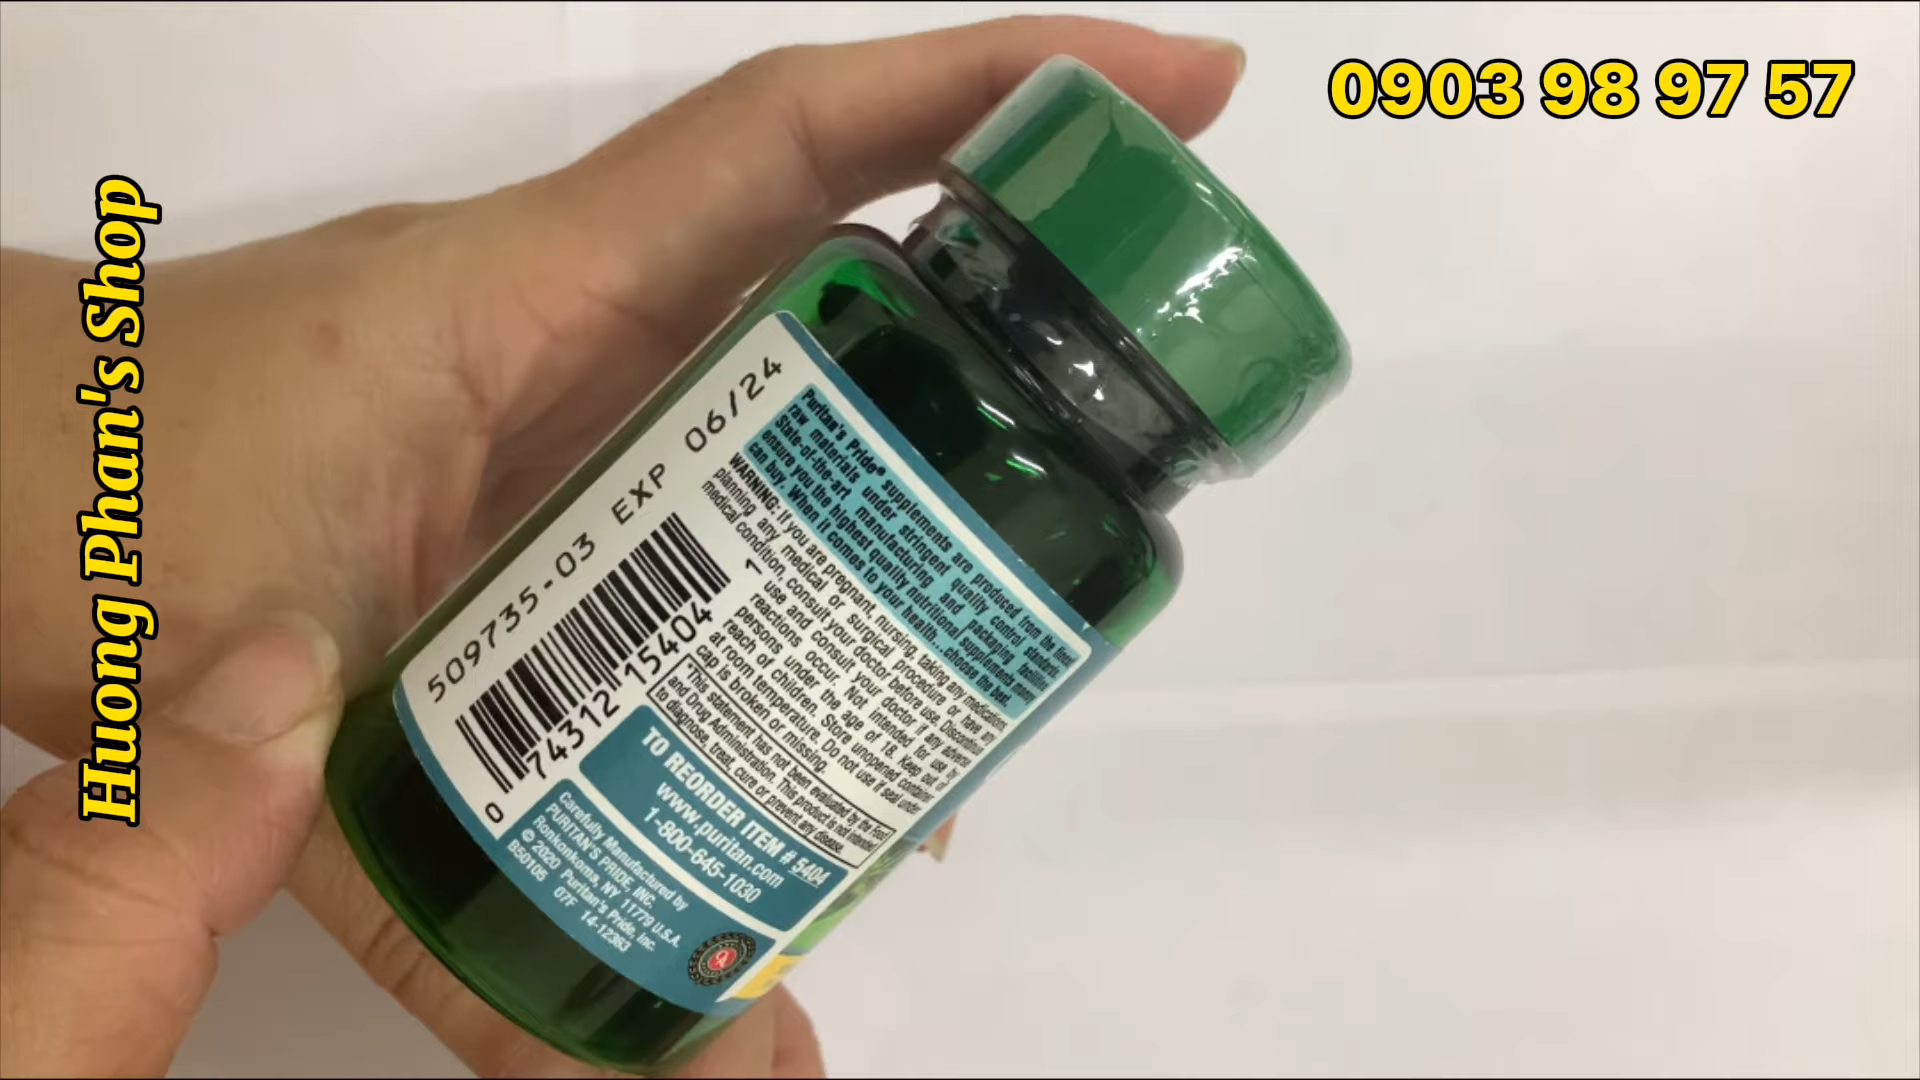 0903 98 97 57
Huong Phan's Shop
509735-03 EXP 06/24
0 74312 15404 1
Puritan's Pride® supplements are produced from the finest
raw materials under stringent quality control standards.
State-of-the-art manufacturing and packaging facilities
ensure you the highest quality nutritional supplements money
can buy. When it comes to your health...choose the best.
WARNING: If you are pregnant, nursing, taking any medications,
planning any medical or surgical procedure or have any
medical condition, consult your doctor before use. Discontinue
use and consult your doctor if any adverse
reactions occur. Not intended for use by
persons under the age of 18. Keep out of
reach of children. Store unopened container
at room temperature. Do not use if seal under
cap is broken or missing.
*This statement has not been evaluated by the Food
and Drug Administration. This product is not intended
to diagnose, treat, cure or prevent any disease.
TO REORDER ITEM # 5404
www.puritan.com
1-800-645-1030
Carefully Manufactured by
PURITAN'S PRIDE, INC.
Ronkonkoma, NY 11779 U.S.A.
© 2020 Puritan's Pride, Inc.
B50105 07F 14-12363